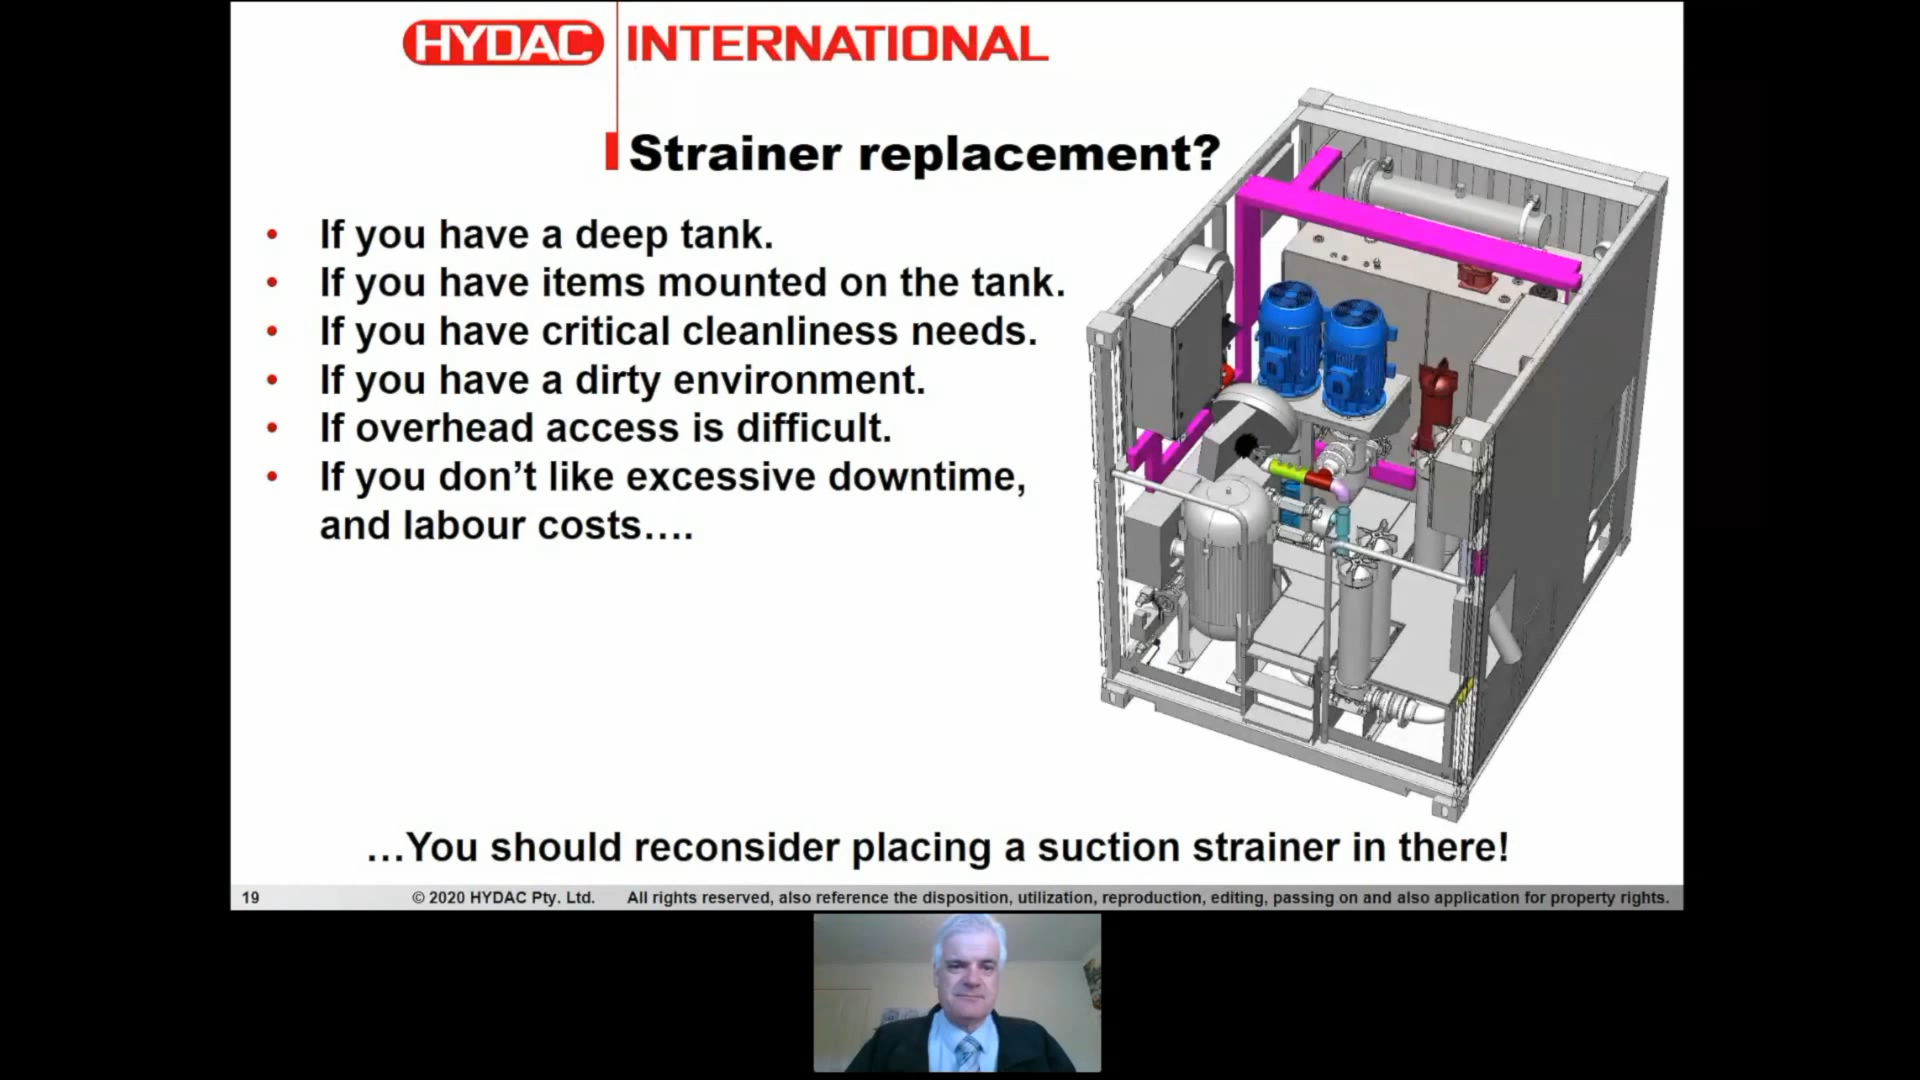 HYDAC INTERNATIONAL
Strainer replacement?
• If you have a deep tank.
• If you have items mounted on the tank.
• If you have critical cleanliness needs.
• If you have a dirty environment.
• If overhead access is difficult.
• If you don’t like excessive downtime,
and labour costs….
…You should reconsider placing a suction strainer in there!
19 © 2020 HYDAC Pty. Ltd. All rights reserved, also reference the disposition, utilization, reproduction, editing, passing on and also application for property rights.